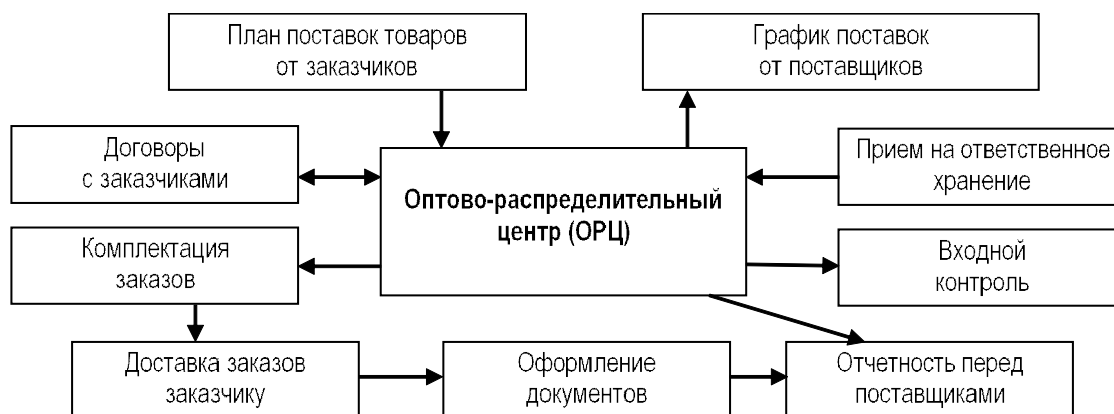 План поставок товаров
от заказчиков
График поставок
от поставщиков
Договоры
с заказчиками
Оптово-распределительный
центр (ОРЦ)
Прием на ответственное
хранение
Комплектация
заказов
Входной
контроль
Доставка заказов
заказчику
Оформление
документов
Отчетность перед
поставщиками